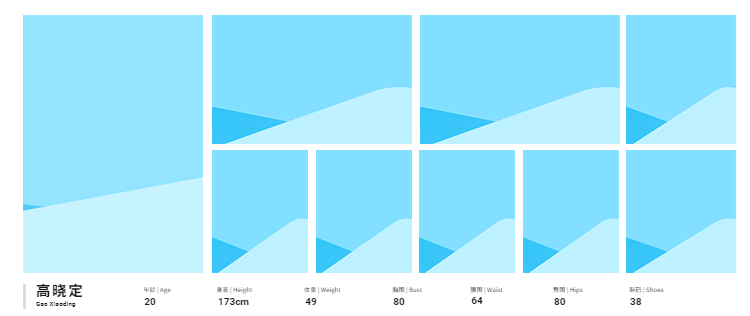 高晓定
Gao Xiaoding
年龄 | Age
20
身高 | Height
173cm
体重 | Weight
49
胸围 | Bust
80
腰围 | Waist
64
臀围 | Hips
80
鞋码 | Shoes
38